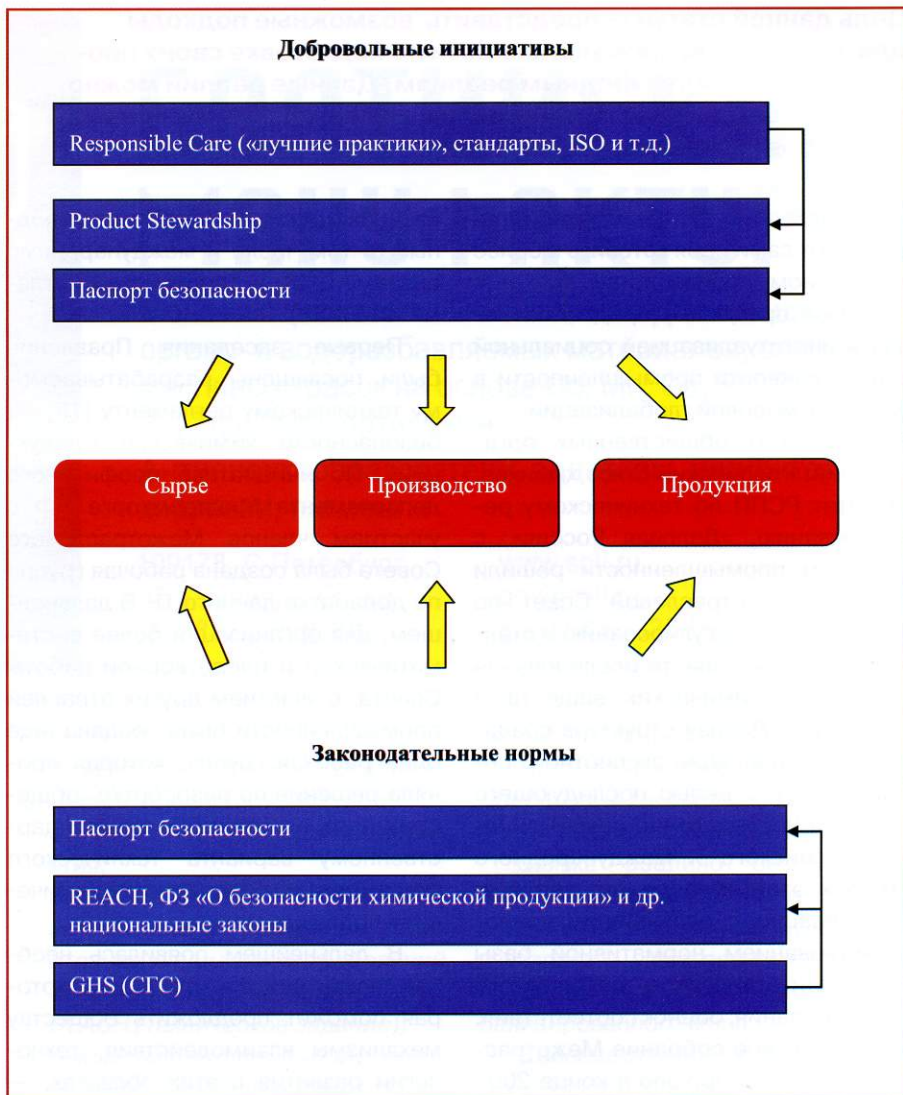 Добровольные инициативы
Responsible Care («лучшие практики», стандарты, ISO и т.д.)
Product Stewardship
Паспорт безопасности
Сырье
Производство
Продукция
Законодательные нормы
Паспорт безопасности
REACH, ФЗ «О безопасности химической продукции» и др.
национальные законы
GHS (СГС)